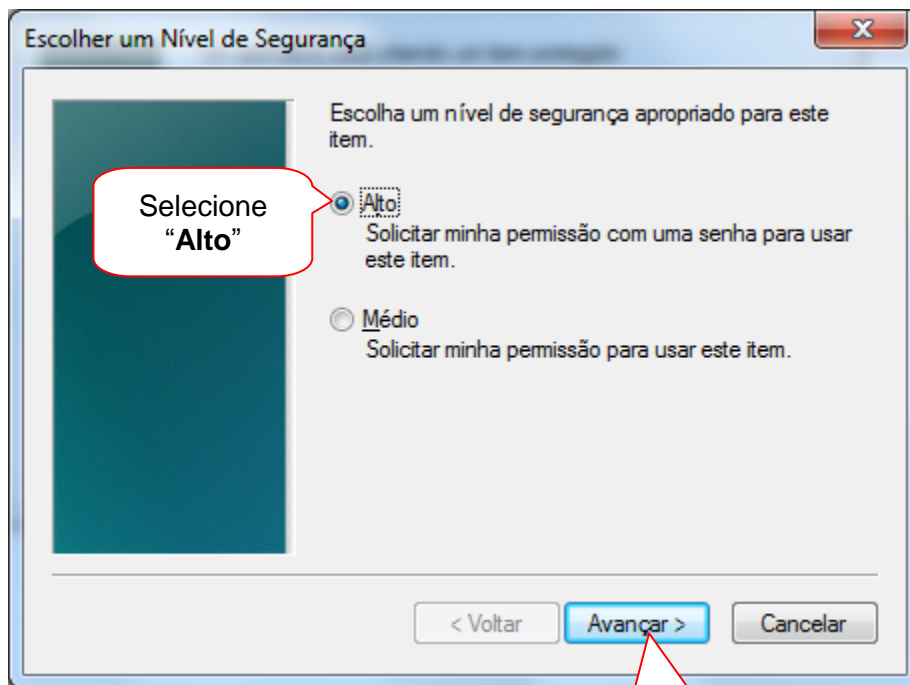 Escolher um Nível de Segurança
Escolha um nível de segurança apropriado para este
item.
Selecione
“Alto”
Alto
Solicitar minha permissão com uma senha para usar
este item.
Médio
Solicitar minha permissão para usar este item.
< Voltar
Avançar >
Cancelar